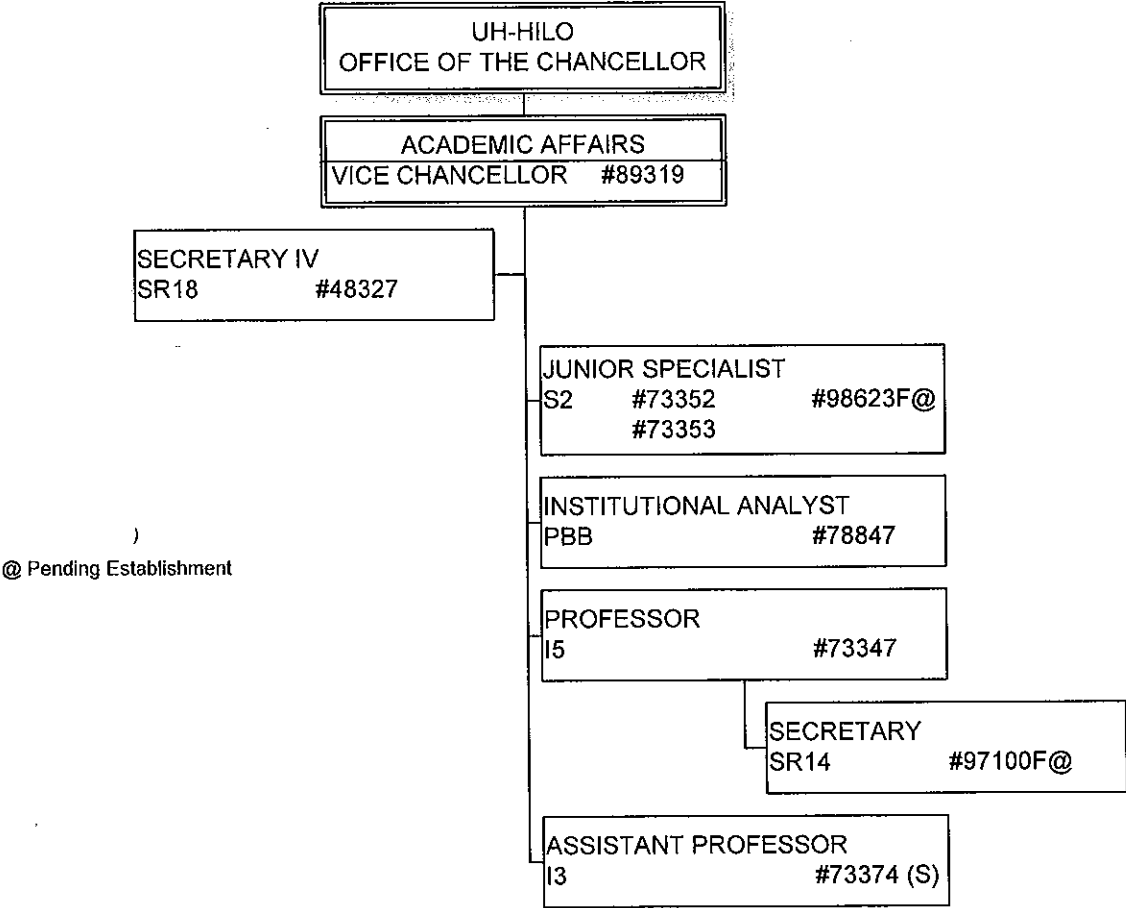 UH-HILO
OFFICE OF THE CHANCELLOR
ACADEMIC AFFAIRS
VICE CHANCELLOR #89319
SECRETARY IV
SR18 #48327
JUNIOR SPECIALIST
S2 #73352 #98623F@
#73353
INSTITUTIONAL ANALYST
PBB #78847
)
@ Pending Establishment
PROFESSOR
I5 #73347
SECRETARY
SR14 #97100F@
ASSISTANT PROFESSOR
I3 #73374 (S)